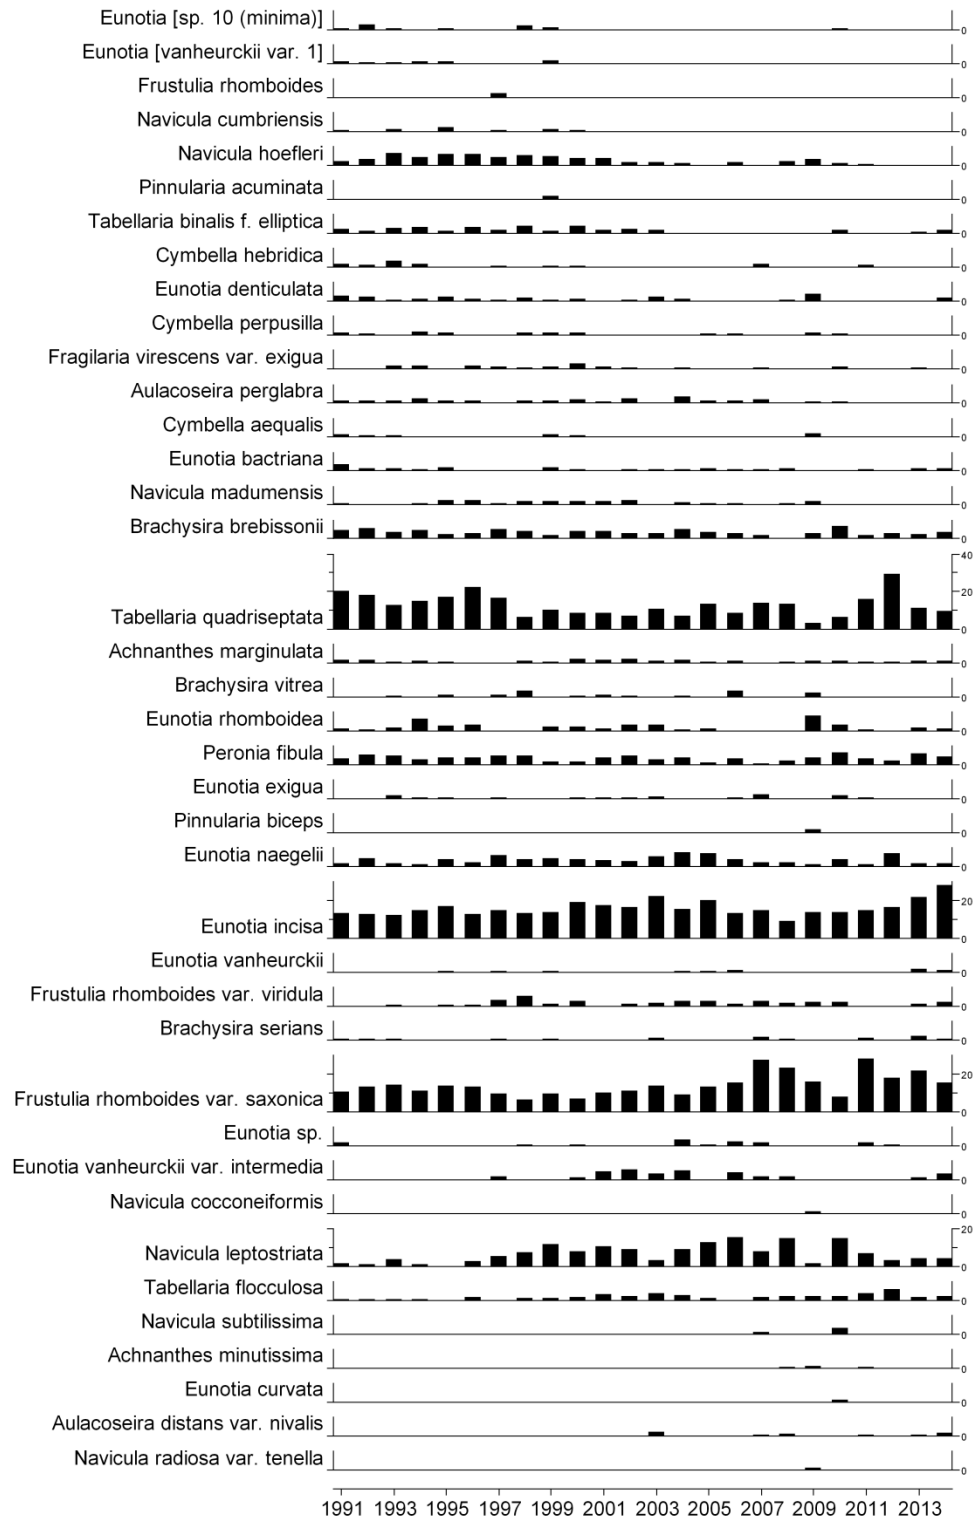 Eunotia [sp. 10 (minima)] 0
Eunotia [vanheurckii var. 1] 0
Frustulia rhomboides 0
Navicula cumbriensis 0
Navicula hoefleri 0
Pinnularia acuminata 0
Tabellaria binalis f. elliptica 0
Cymbella hebridica 0
Eunotia denticulata 0
Cymbella perpusilla 0
Fragilaria virescens var. exigua 0
Aulacoseira perglabra 0
Cymbella aequalis 0
Eunotia bactriana 0
Navicula madumensis 0
Brachysira brebissonii 0
40
20
Tabellaria quadriseptata 0
Achnanthes marginulata 0
Brachysira vitrea 0
Eunotia rhomboidea 0
Peronia fibula 0
Eunotia exigua 0
Pinnularia biceps 0
Eunotia naegelii 0
20
Eunotia incisa 0
Eunotia vanheurckii 0
Frustulia rhomboides var. viridula 0
Brachysira serians 0
20
Frustulia rhomboides var. saxonica 0
Eunotia sp. 0
Eunotia vanheurckii var. intermedia 0
Navicula cocconeiformis 0
20
Navicula leptostriata 0
Tabellaria flocculosa 0
Navicula subtilissima 0
Achnanthes minutissima 0
Eunotia curvata 0
Aulacoseira distans var. nivalis 0
Navicula radiosa var. tenella 0
1991 1993 1995 1997 1999 2001 2003 2005 2007 2009 2011 2013